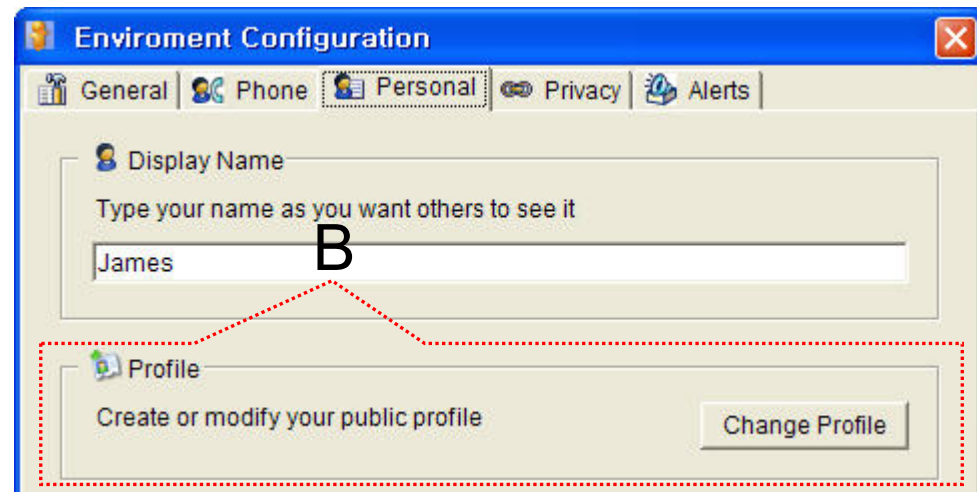 Enviroment Configuration
General Phone Personal Privacy Alerts
Display Name
Type your name as you want others to see it
B
James
Profile
Create or modify your public profile
Change Profile